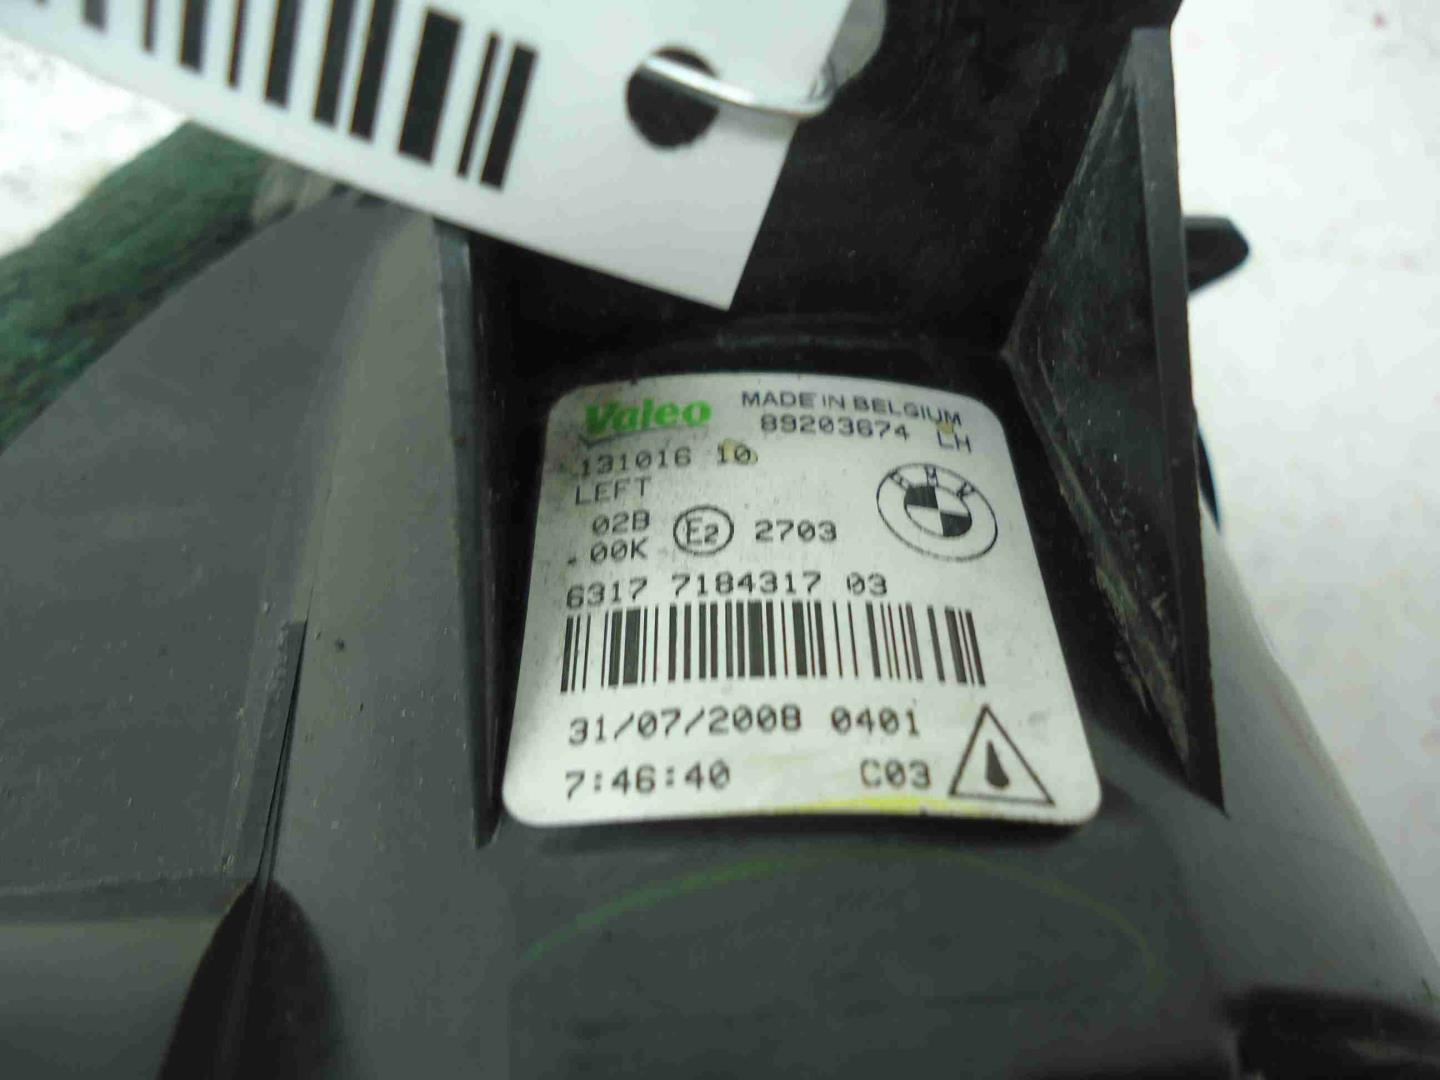 Valeo MADE IN BELGIUM
89203674 LH
131016 10
LEFT
BMW
02B E2 2703
.00K
6317 7184317 03
31/07/2008 0401
7:46:40 C03